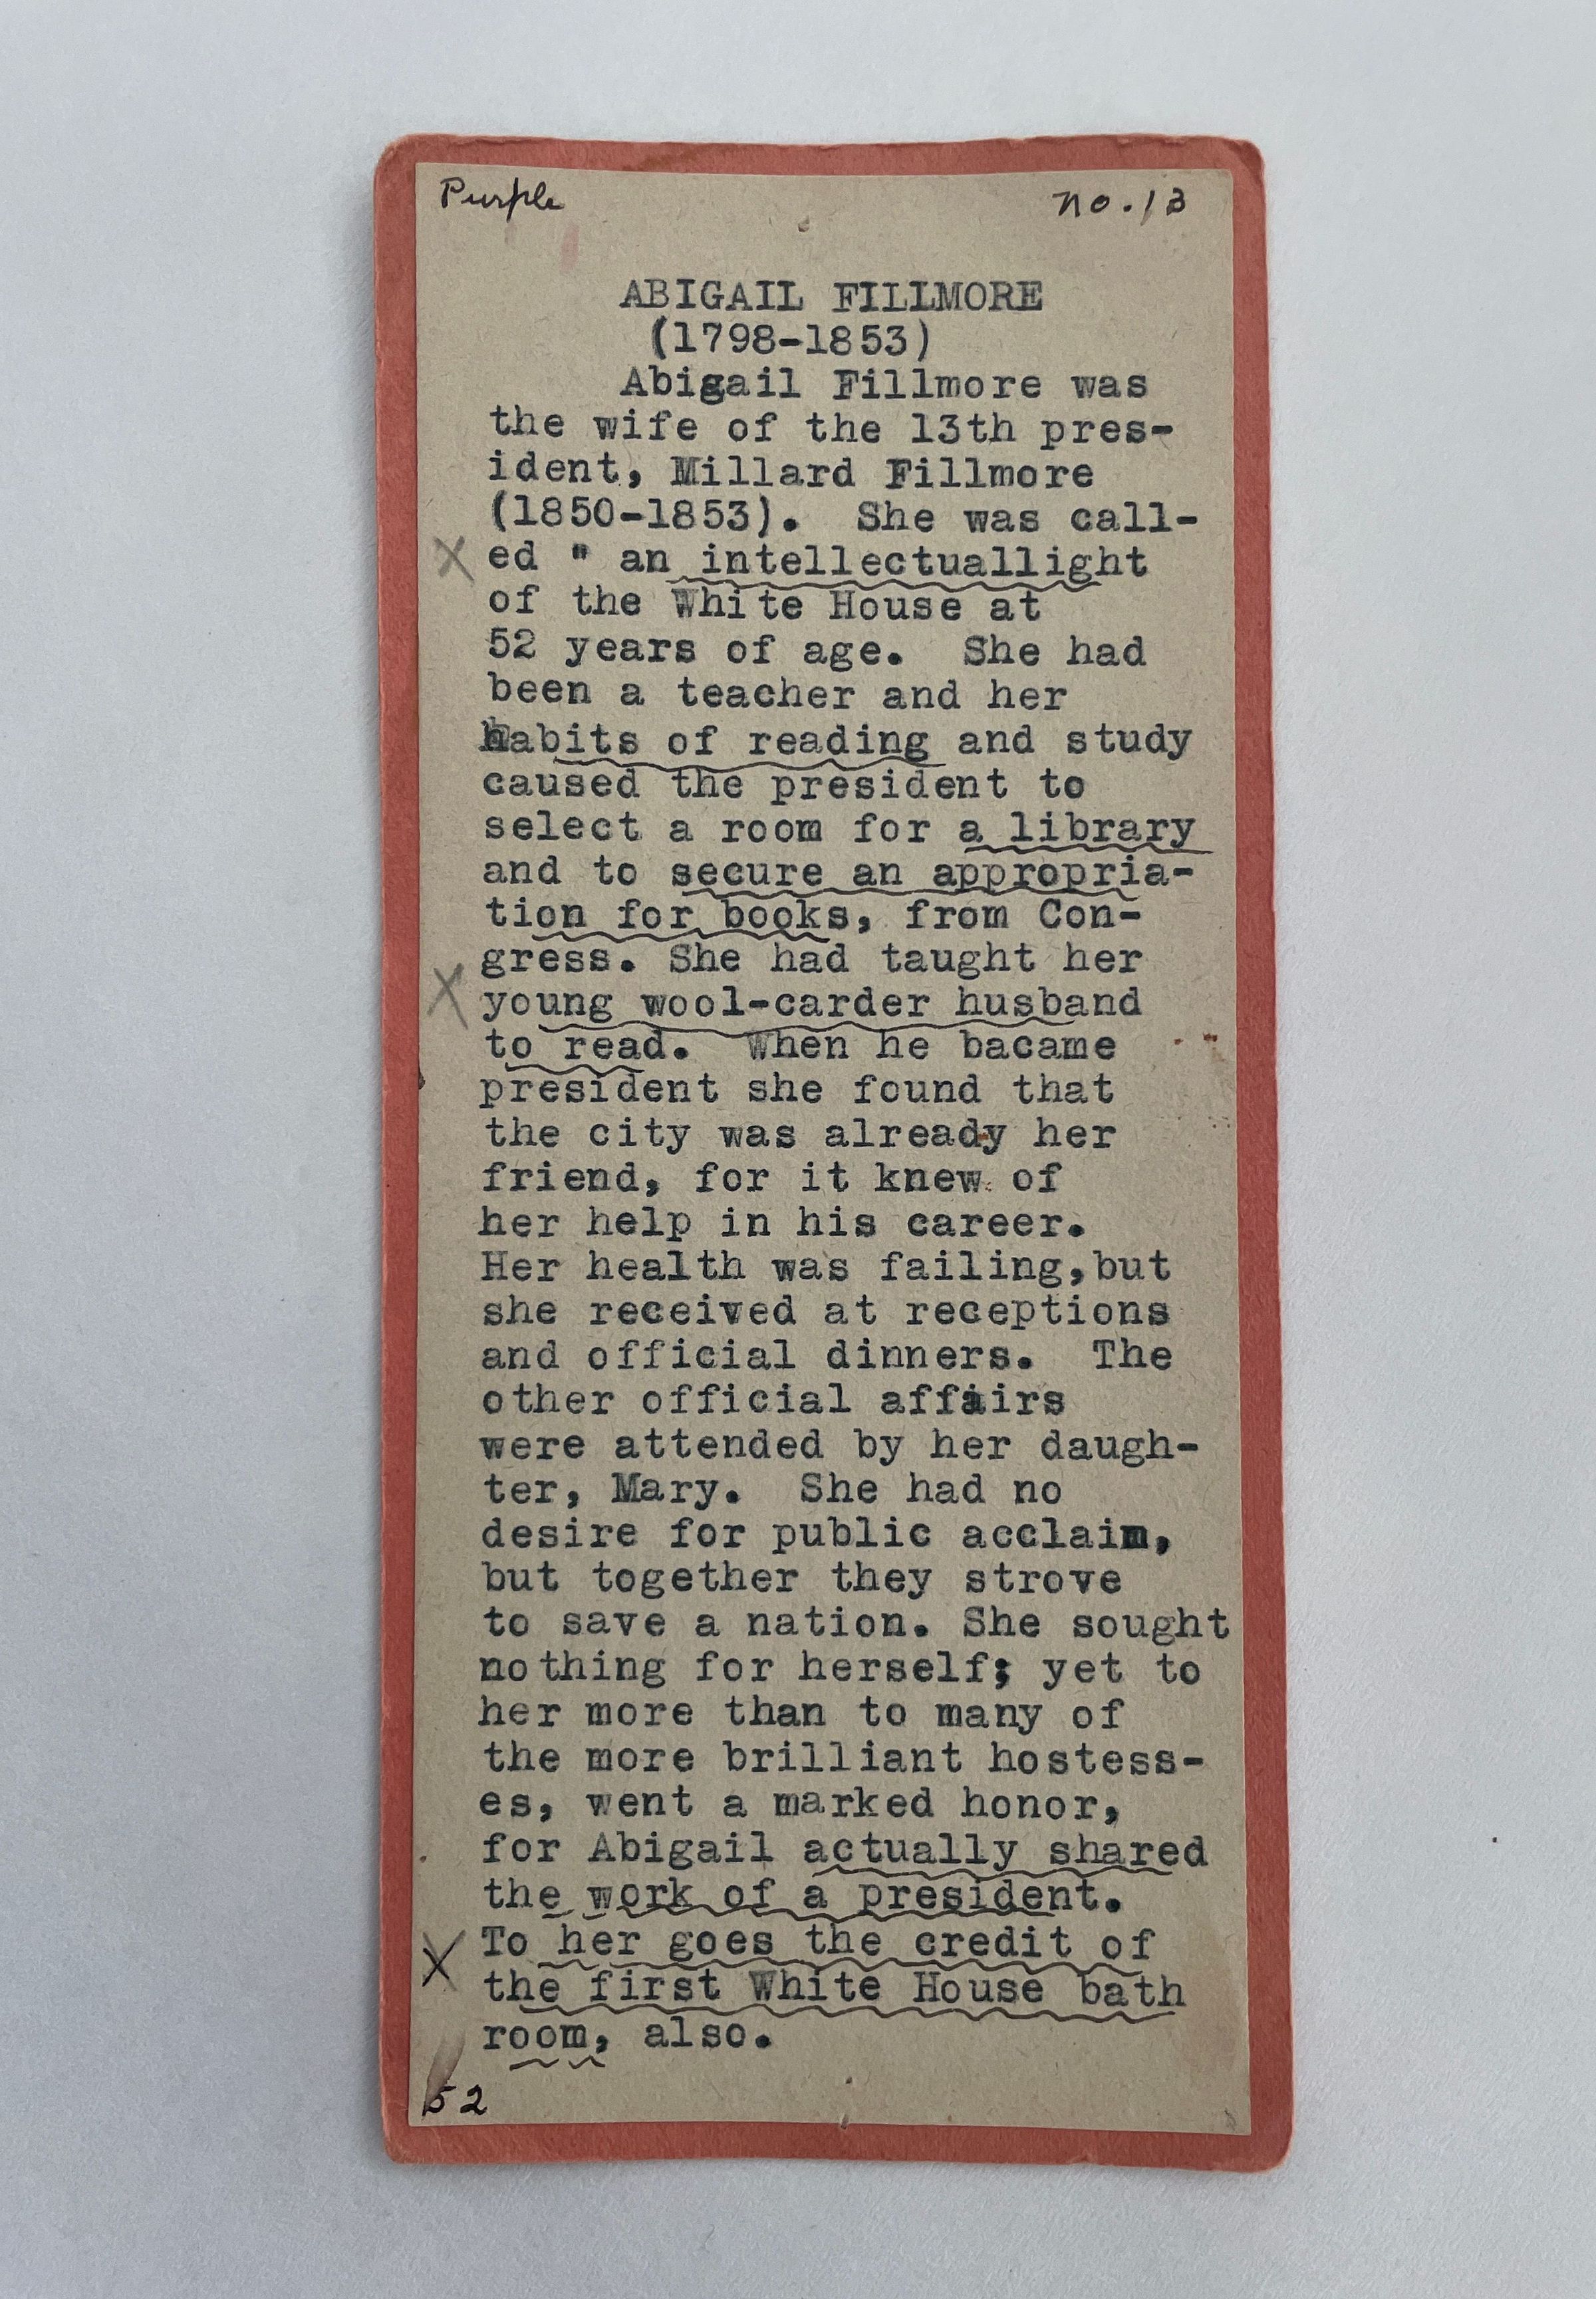 Purple no. 13
ABIGAIL FILLMORE
(1798-1853)
Abigail Fillmore was
the wife of the 13th pres-
ident, Millard Fillmore
(1850-1853). She was call-
X ed " an intellectuallight
of the White House at
52 years of age. She had
been a teacher and her
habits of reading and study
caused the president to
select a room for a library
and to secure an appropria-
tion for books, from Con-
gress. She had taught her
X young wool-carder husband
to read. When he bacame
president she found that
the city was already her
friend, for it knew of
her help in his career.
Her health was failing,but
she received at receptions
and official dinners. The
other official affairs
were attended by her daugh-
ter, Mary. She had no
desire for public acclaim,
but together they strove
to save a nation. She sought
nothing for herself; yet to
her more than to many of
the more brilliant hostess-
es, went a marked honor,
for Abigail actually shared
the work of a president.
X To her goes the credit of
the first White House bath
room, also.
52